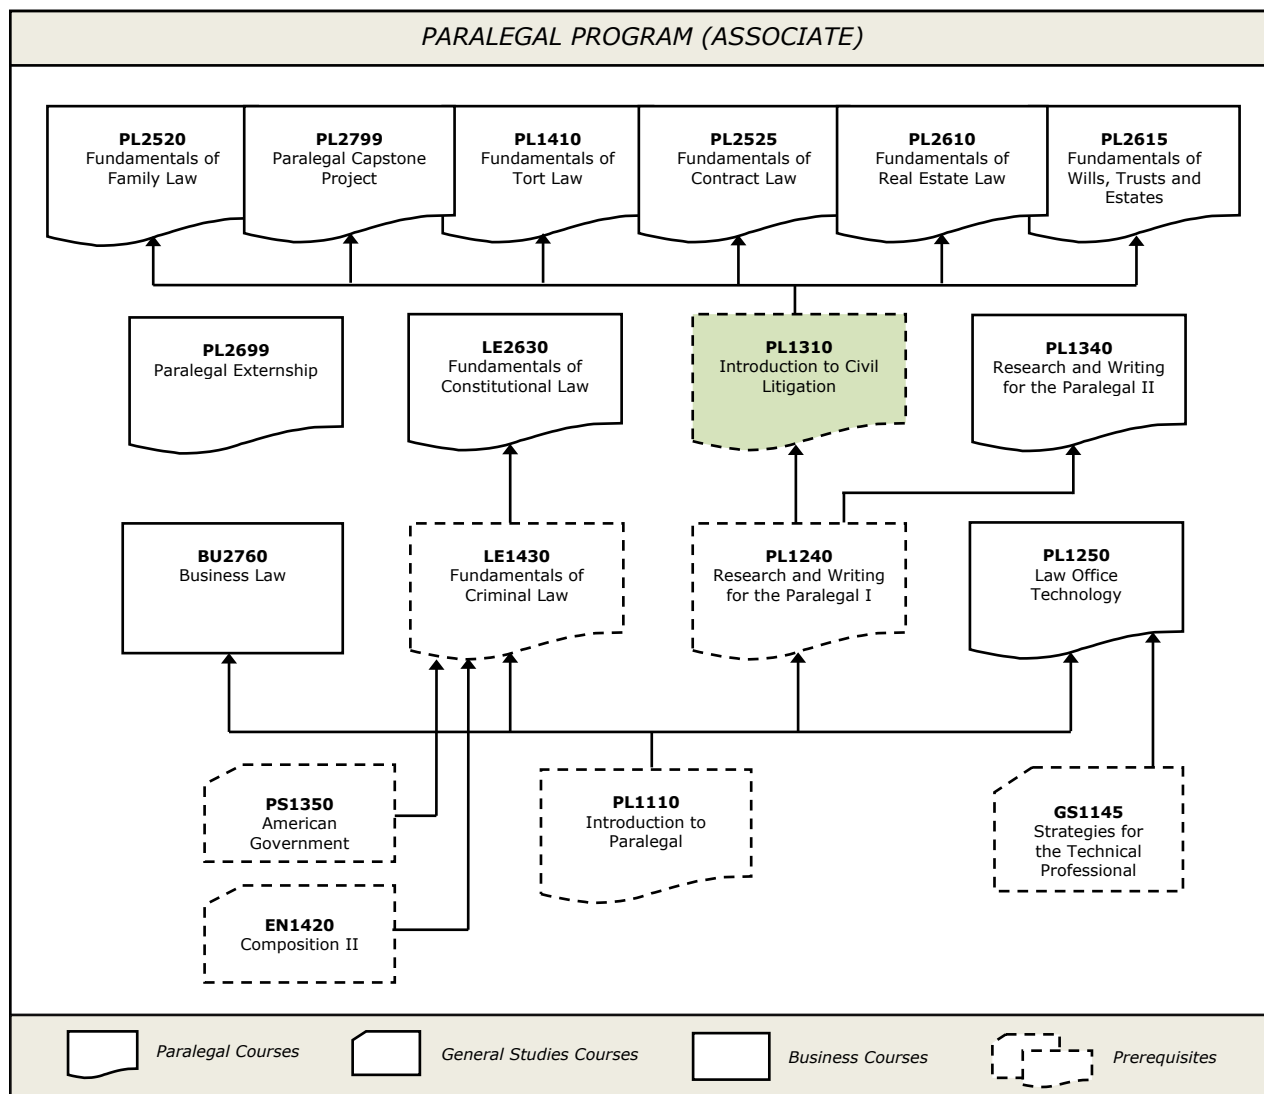 PARALEGAL PROGRAM (ASSOCIATE)
PL2520
Fundamentals of
Family Law
PL2799
Paralegal Capstone
Project
PL1410
Fundamentals of
Tort Law
PL2525
Fundamentals of
Contract Law
PL2610
Fundamentals of
Real Estate Law
PL2615
Fundamentals of
Wills, Trusts and
Estates
PL2699
Paralegal Externship
LE2630
Fundamentals of
Constitutional Law
PL1310
Introduction to Civil
Litigation
PL1340
Research and Writing
for the Paralegal II
BU2760
Business Law
LE1430
Fundamentals of
Criminal Law
PL1240
Research and Writing
for the Paralegal I
PL1250
Law Office
Technology
PS1350
American
Government
PL1110
Introduction to
Paralegal
GS1145
Strategies for
the Technical
Professional
EN1420
Composition II
Paralegal Courses
General Studies Courses
Business Courses
Prerequisites